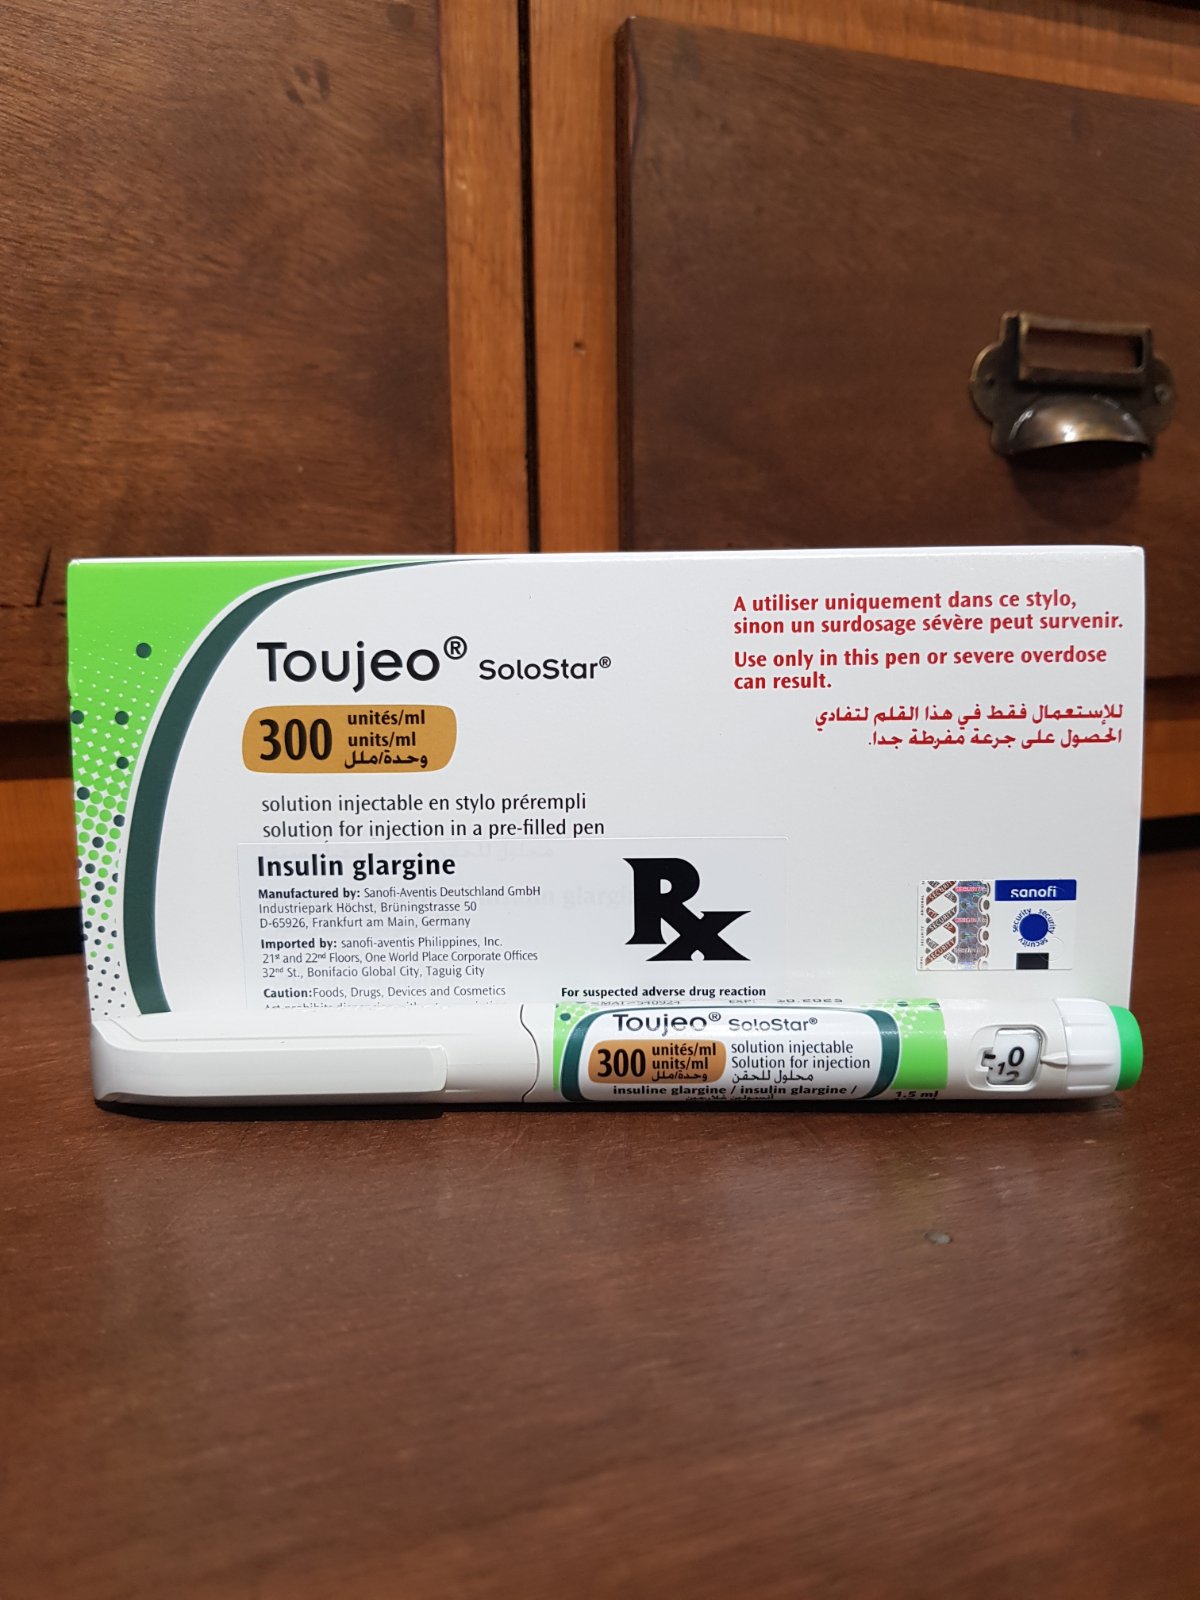 Toujeo® SoloStar®
300 unités/ml
units/ml
وحدة/ملل
solution injectable en stylo prérempli
solution for injection in a pre-filled pen
A utiliser uniquement dans ce stylo,
sinon un surdosage sévère peut survenir.
Use only in this pen or severe overdose
can result.
للإستعمال فقط في هذا القلم لتفادي
الحصول على جرعة مفرطة جدا.
Insulin glargine
Manufactured by: Sanofi-Aventis Deutschland GmbH
Industriepark Höchst, Brüningstrasse 50
D-65926, Frankfurt am Main, Germany
Imported by: sanofi-aventis Philippines, Inc.
21st and 22nd Floors, One World Place Corporate Offices
32nd St., Bonifacio Global City, Taguig City
Caution:Foods, Drugs, Devices and Cosmetics
Rx
For suspected adverse drug reaction
sanofi
security security security
Toujeo® SoloStar®
300 unités/ml
units/ml
وحدة/ملل
solution injectable
Solution for injection
محلول للحقن
insuline glargine / insulin glargine /
1.5 ml
0